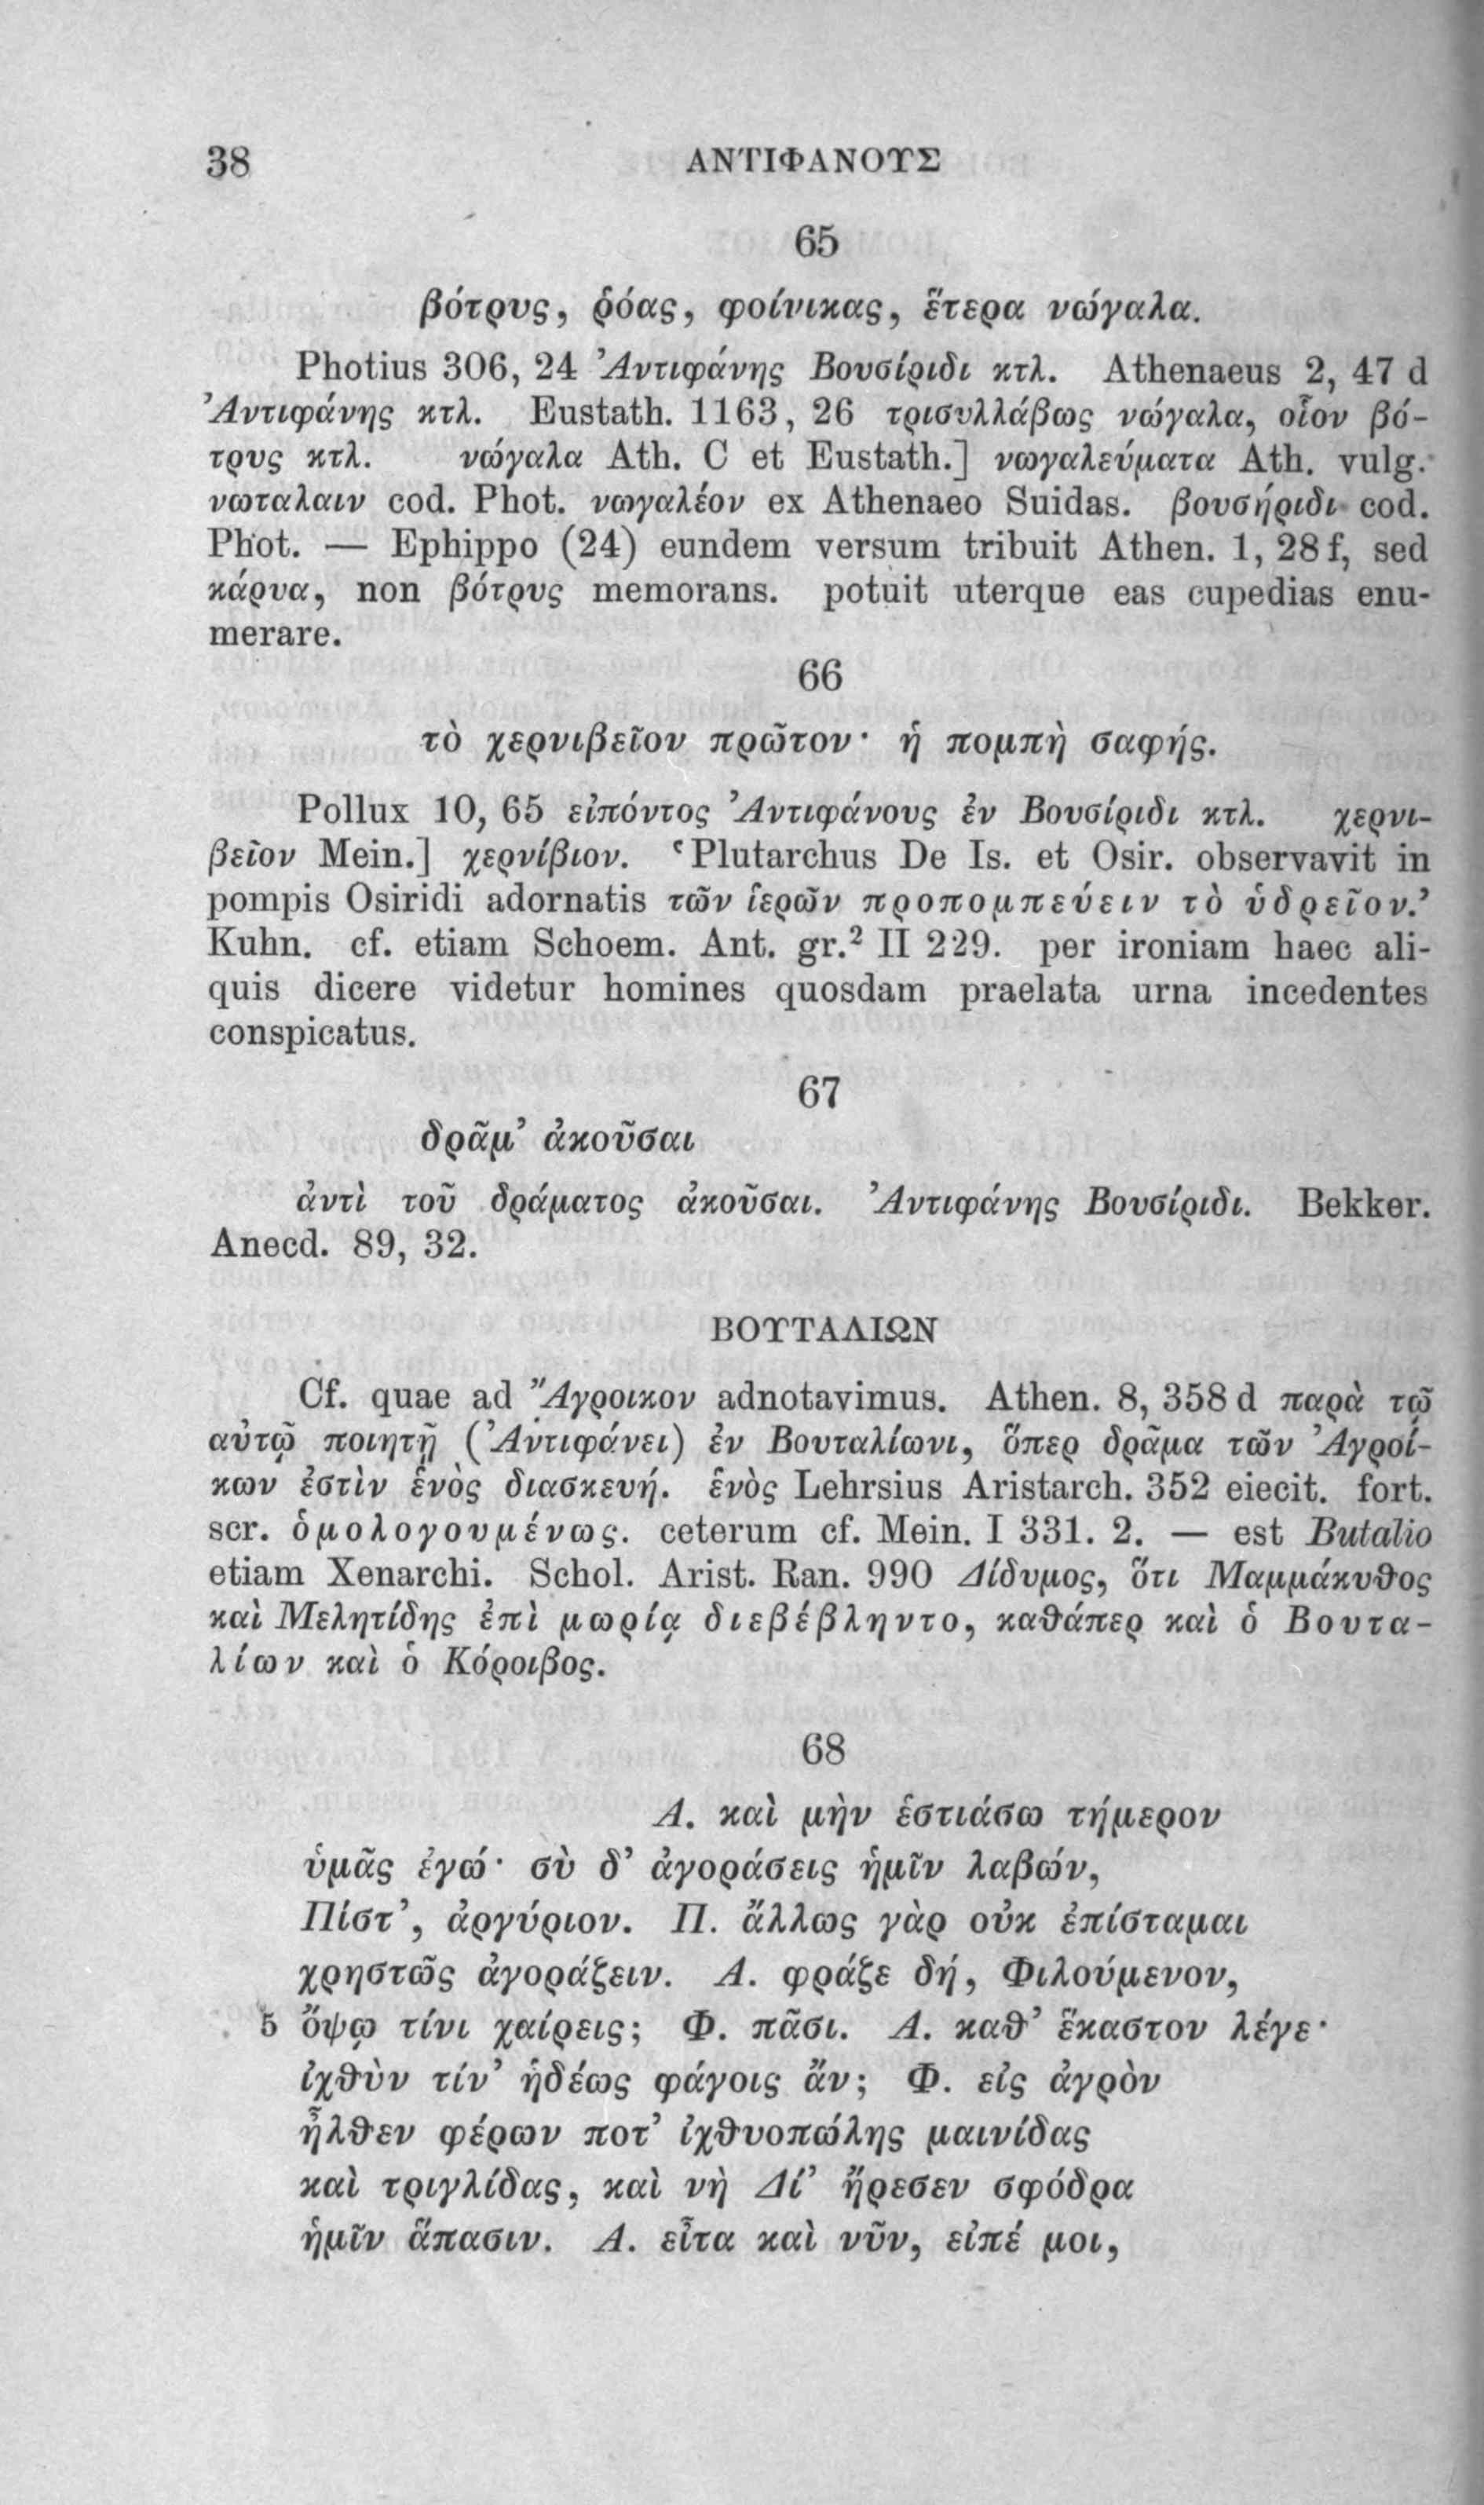 38 ΑΝΤΙΦΑΝΟΥΣ
65
βότρυς, ῥόας, φοίνικας, ἕτερα νώγαλα.
Photius 306, 24 Ἀντιφάνης Βουσίριδι κτλ. Athenaeus 2, 47 d
Ἀντιφάνης κτλ. Eustath. 1163, 26 τρισυλλάβως νώγαλα, οἷον βό-
τρυς κτλ. νώγαλα Ath. C et Eustath.] νωγαλεύματα Ath. vulg.
νωταλαιν cod. Phot. νωγαλέον ex Athenaeo Suidas. βουσήριδι cod.
Phot. — Ephippo (24) eundem versum tribuit Athen. 1, 28 f, sed
κάρυα, non βότρυς memorans. potuit uterque eas cupedias enu-
merare.
66
τὸ χερνιβεῖον πρῶτον· ἡ πομπὴ σαφής.
Pollux 10, 65 εἰπόντος Ἀντιφάνους ἐν Βουσίριδι κτλ. χερνι-
βεῖον Mein.] χερνίβιον. ‘Plutarchus De Is. et Osir. observavit in
pompis Osiridi adornatis τῶν ἱερῶν προπομπεύειν τὸ ὑδρεῖον.’
Kuhn. cf. etiam Schoem. Ant. gr.² II 229. per ironiam haec ali-
quis dicere videtur homines quosdam praelata urna incedentes
conspicatus.
67
δρᾶμ’ ἀκοῦσαι
ἀντὶ τοῦ δράματος ἀκοῦσαι. Ἀντιφάνης Βουσίριδι. Bekker.
Anecd. 89, 32.
ΒΟΥΤΑΛΙΩΝ
Cf. quae ad Ἄγροικον adnotavimus. Athen. 8, 358 d παρὰ τῷ
αὐτῷ ποιητῇ (Ἀντιφάνει) ἐν Βουταλίωνι, ὅπερ δρᾶμα τῶν Ἀγροί-
κων ἐστὶν ἑνὸς διασκευή. ἑνὸς Lehrsius Aristarch. 352 eiecit. fort.
scr. ὁμολογουμένως. ceterum cf. Mein. I 331. 2. — est Butalio
etiam Xenarchi. Schol. Arist. Ran. 990 Δίδυμος, ὅτι Μαμμάκυθος
καὶ Μελητίδης ἐπὶ μωρίᾳ διεβέβληντο, καθάπερ καὶ ὁ Βουτα-
λίων καὶ ὁ Κόροιβος.
68
Α. καὶ μὴν ἑστιάσω τήμερον
ὑμᾶς ἐγώ· σὺ δ’ ἀγοράσεις ἡμῖν λαβών,
Πίστ’, ἀργύριον. Π. ἄλλως γὰρ οὐκ ἐπίσταμαι
χρηστῶς ἀγοράζειν. Α. φράζε δή, Φιλούμενον,
5 ὄψῳ τίνι χαίρεις; Φ. πᾶσι. Α. καθ’ ἕκαστον λέγε·
ἰχθὺν τίν’ ἡδέως φάγοις ἄν; Φ. εἰς ἀγρὸν
ἦλθεν φέρων ποτ’ ἰχθυοπώλης μαινίδας
καὶ τριγλίδας, καὶ νὴ Δί’ ἤρεσεν σφόδρα
ἡμῖν ἅπασιν. Α. εἶτα καὶ νῦν, εἰπέ μοι,